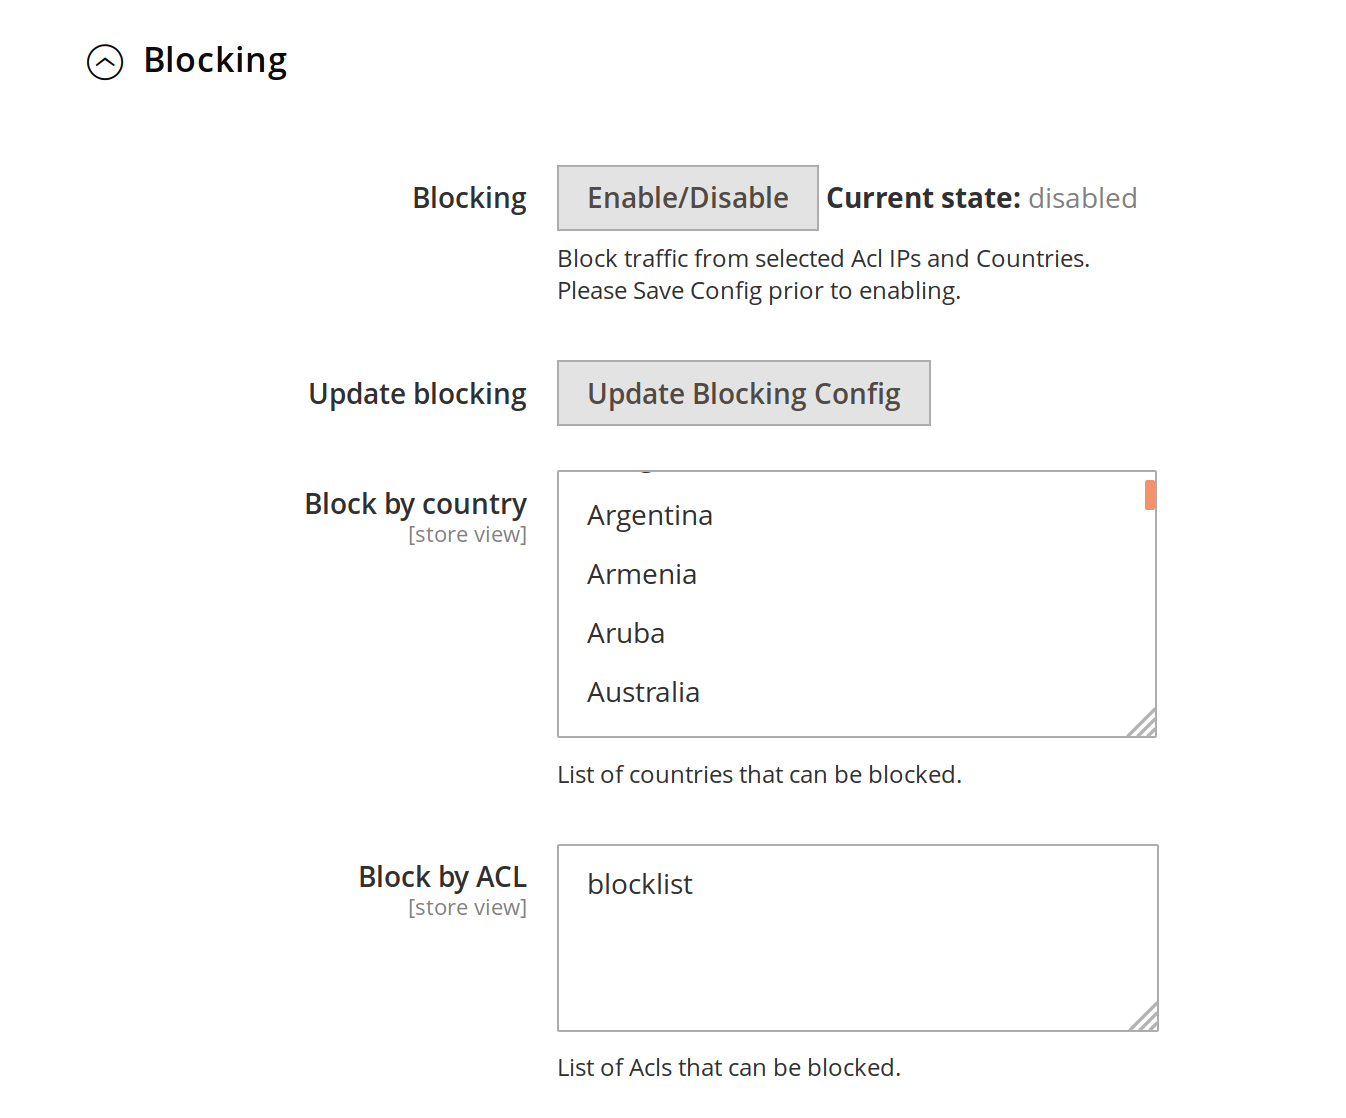 Blocking
Blocking Enable/Disable Current state: disabled
Block traffic from selected Acl IPs and Countries.
Please Save Config prior to enabling.
Update blocking Update Blocking Config
Block by country
[store view]
Argentina
Armenia
Aruba
Australia
List of countries that can be blocked.
Block by ACL
[store view]
blocklist
List of Acls that can be blocked.